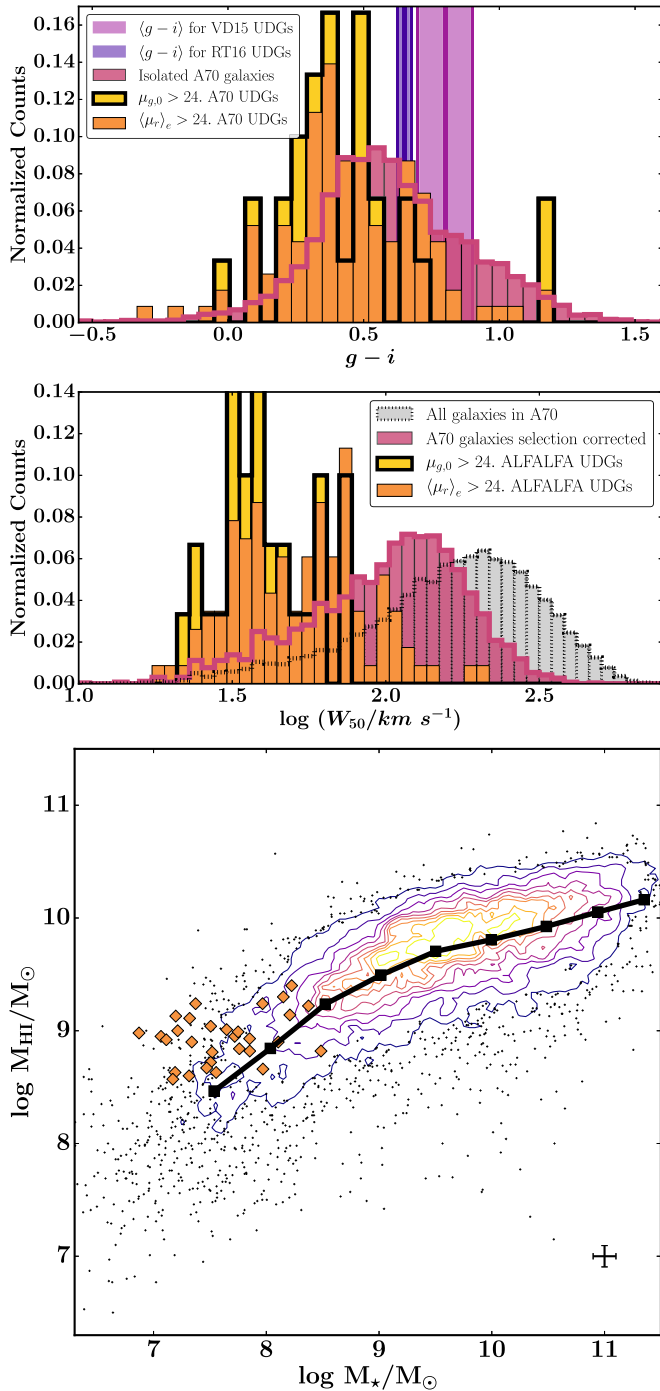 0.16
0.14
0.12
0.10
0.08
0.06
0.04
0.02
0.00
Normalized Counts
⟨g − i⟩ for VD15 UDGs
⟨g − i⟩ for RT16 UDGs
Isolated A70 galaxies
μg,0 > 24. A70 UDGs
⟨μr⟩e > 24. A70 UDGs
−0.5 0.0 0.5 1.0 1.5
g − i
0.14
0.12
0.10
0.08
0.06
0.04
0.02
0.00
Normalized Counts
All galaxies in A70
A70 galaxies selection corrected
μg,0 > 24. ALFALFA UDGs
⟨μr⟩e > 24. ALFALFA UDGs
1.0 1.5 2.0 2.5
log (W50/km s−1)
11
10
9
8
7
log MHI/M⊙
7 8 9 10 11
log M⋆/M⊙